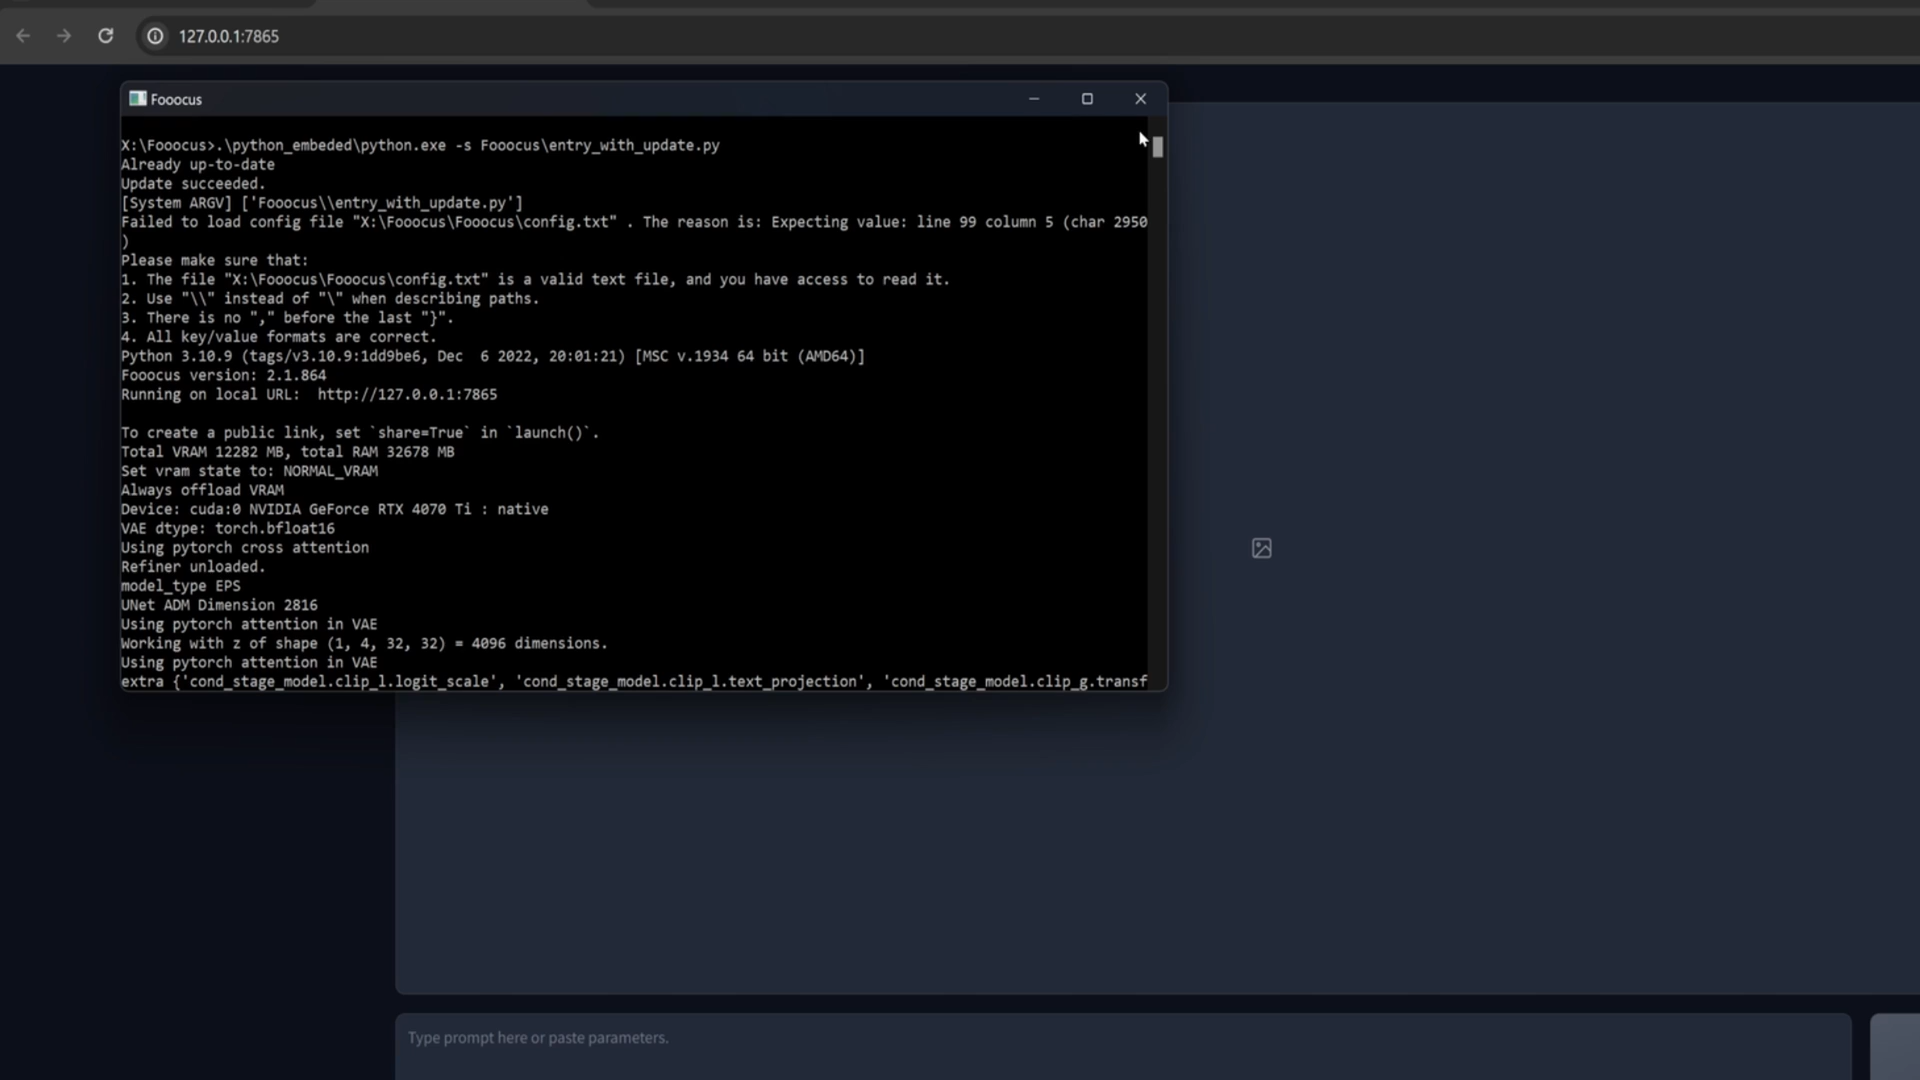 127.0.0.1:7865
Fooocus
X:\Fooocus>.\python_embeded\python.exe -s Fooocus\entry_with_update.py
Already up-to-date
Update succeeded.
[System ARGV] ['Fooocus\\entry_with_update.py']
Failed to load config file "X:\Fooocus\Fooocus\config.txt" . The reason is: Expecting value: line 99 column 5 (char 2950
)
Please make sure that:
1. The file "X:\Fooocus\Fooocus\config.txt" is a valid text file, and you have access to read it.
2. Use "\\" instead of "\" when describing paths.
3. There is no "," before the last "}".
4. All key/value formats are correct.
Python 3.10.9 (tags/v3.10.9:1dd9be6, Dec  6 2022, 20:01:21) [MSC v.1934 64 bit (AMD64)]
Fooocus version: 2.1.864
Running on local URL:  http://127.0.0.1:7865
To create a public link, set `share=True` in `launch()`.
Total VRAM 12282 MB, total RAM 32678 MB
Set vram state to: NORMAL_VRAM
Always offload VRAM
Device: cuda:0 NVIDIA GeForce RTX 4070 Ti : native
VAE dtype: torch.bfloat16
Using pytorch cross attention
Refiner unloaded.
model_type EPS
UNet ADM Dimension 2816
Using pytorch attention in VAE
Working with z of shape (1, 4, 32, 32) = 4096 dimensions.
Using pytorch attention in VAE
extra {'cond_stage_model.clip_l.logit_scale', 'cond_stage_model.clip_l.text_projection', 'cond_stage_model.clip_g.transf
Type prompt here or paste parameters.